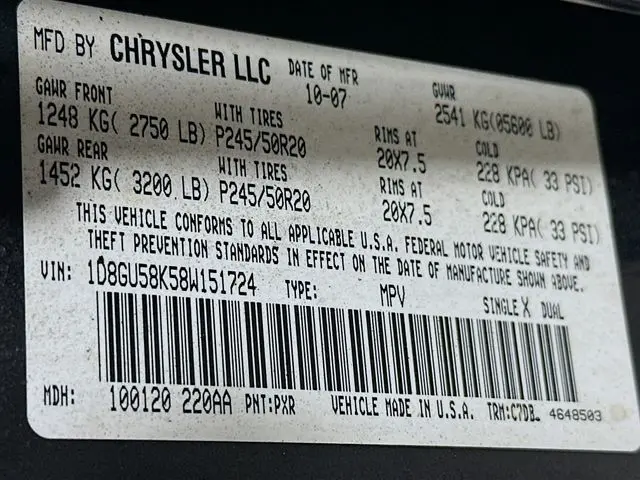 MFD BY CHRYSLER LLC DATE OF MFR GVWR
10-07 2541 KG(05600 LB)
GAWR FRONT WITH TIRES RIMS AT COLD
1248 KG( 2750 LB) P245/50R20 20X7.5 228 KPA( 33 PSI)
GAWR REAR WITH TIRES RIMS AT COLD
1452 KG( 3200 LB) P245/50R20 20X7.5 228 KPA( 33 PSI)
THIS VEHICLE CONFORMS TO ALL APPLICABLE U.S.A. FEDERAL MOTOR VEHICLE SAFETY AND
THEFT PREVENTION STANDARDS IN EFFECT ON THE DATE OF MANUFACTURE SHOWN ABOVE.
VIN: 1D8GU58K58W151724 TYPE: MPV SINGLE X DUAL
MDH: 100120 220AA PNT:PXR VEHICLE MADE IN U.S.A. TRM:C7DB 4648503